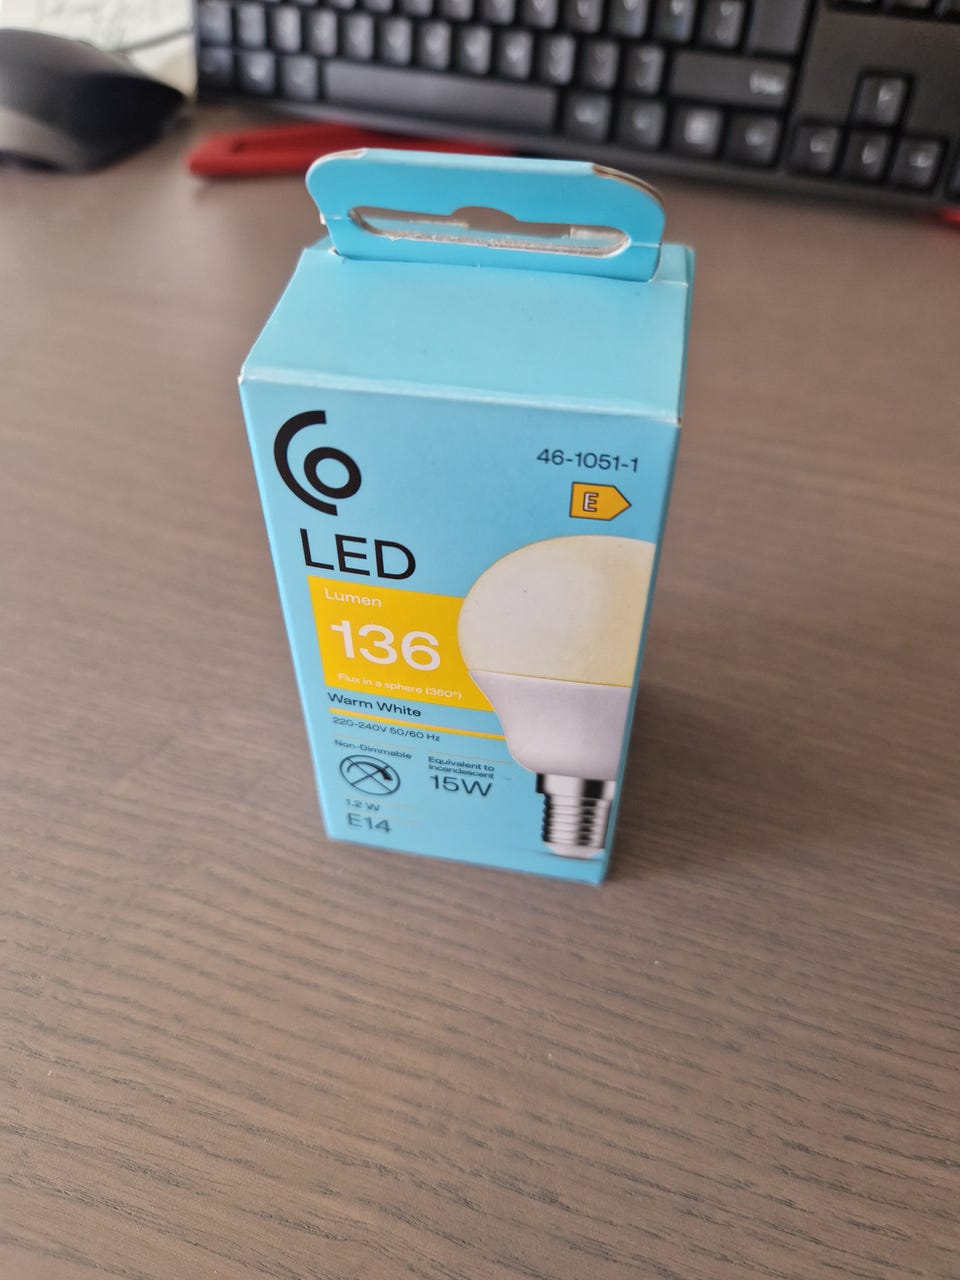 46-1051-1
E
LED
Lumen
136
Flux in a sphere (360°)
Warm White
220-240V 50/60 Hz
Non-Dimmable
Equivalent to
incandescent
15W
1.2 W
E14